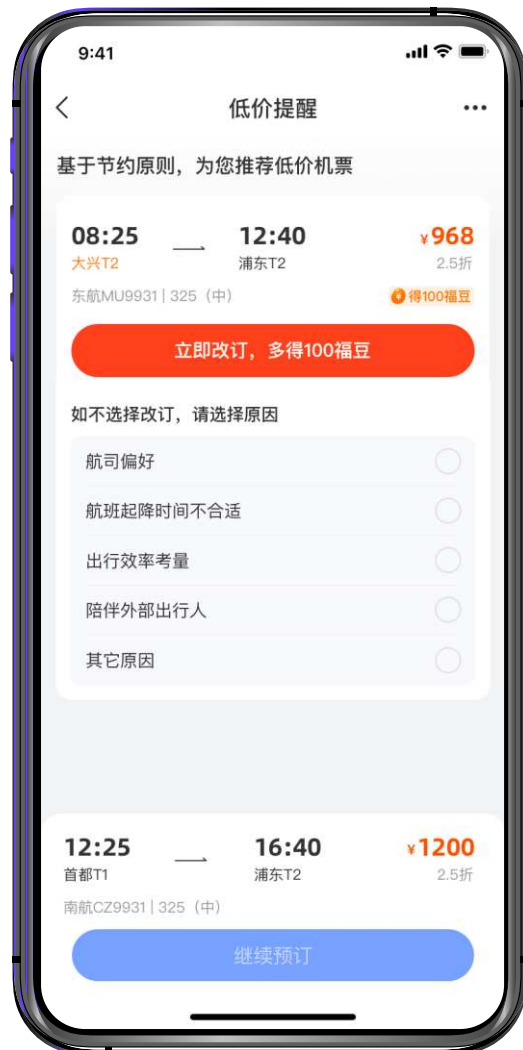 9:41
低价提醒
基于节约原则，为您推荐低价机票
08:25 12:40 ¥968
大兴T2 浦东T2 2.5折
东航MU9931 | 325（中） 得100福豆
立即改订，多得100福豆
如不选择改订，请选择原因
航司偏好
航班起降时间不合适
出行效率考量
陪伴外部出行人
其它原因
12:25 16:40 ¥1200
首都T1 浦东T2 2.5折
南航CZ9931 | 325（中）
继续预订